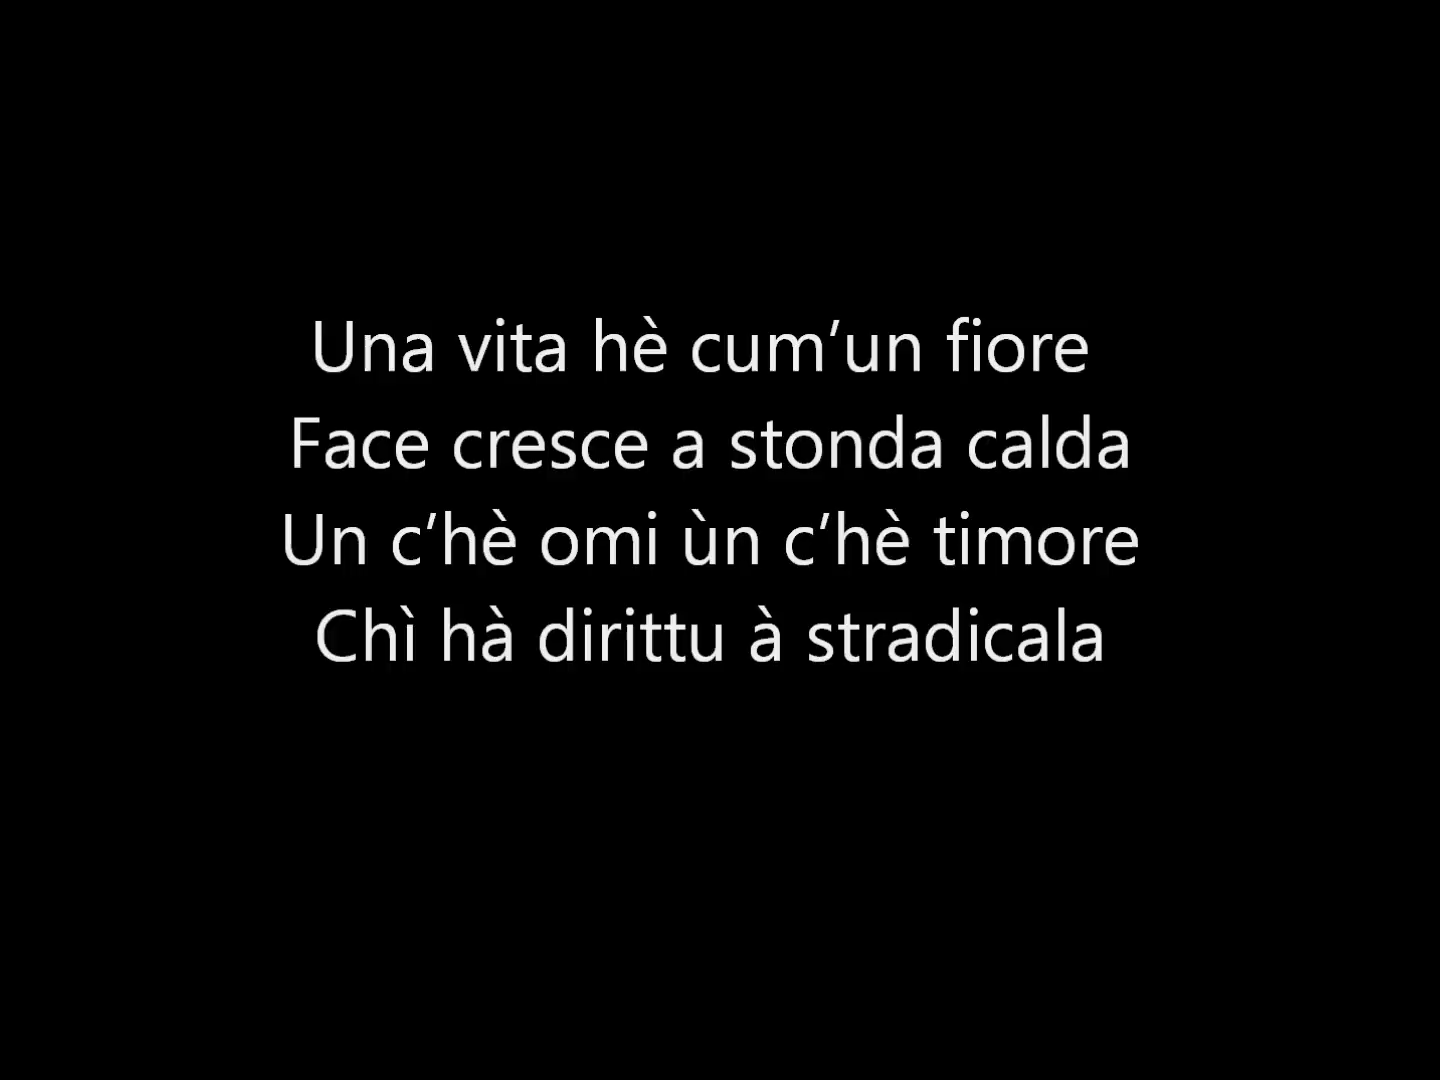 Una vita hè cum’un fiore
Face cresce a stonda calda
Un c’hè omi ùn c’hè timore
Chì hà dirittu à stradicala